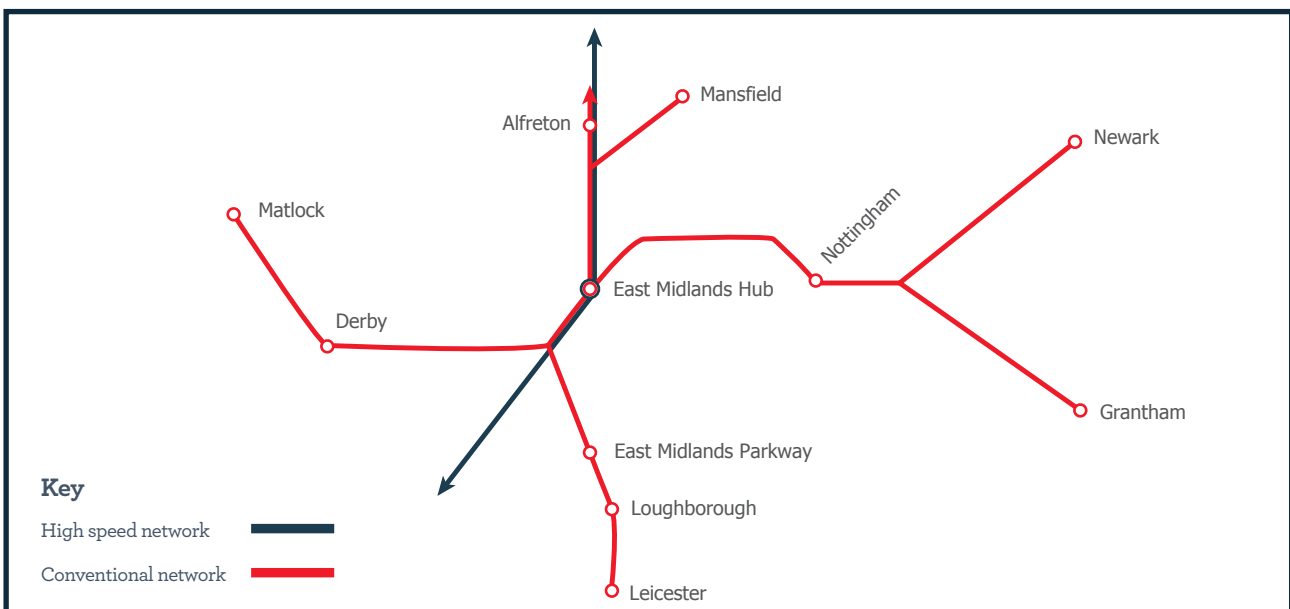 Mansfield
Alfreton
Newark
Matlock
Nottingham
East Midlands Hub
Derby
Grantham
East Midlands Parkway
Key
Loughborough
High speed network
Conventional network
Leicester